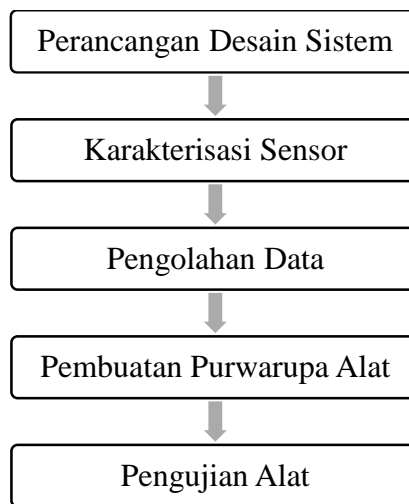 Perancangan Desain Sistem
Karakterisasi Sensor
Pengolahan Data
Pembuatan Purwarupa Alat
Pengujian Alat